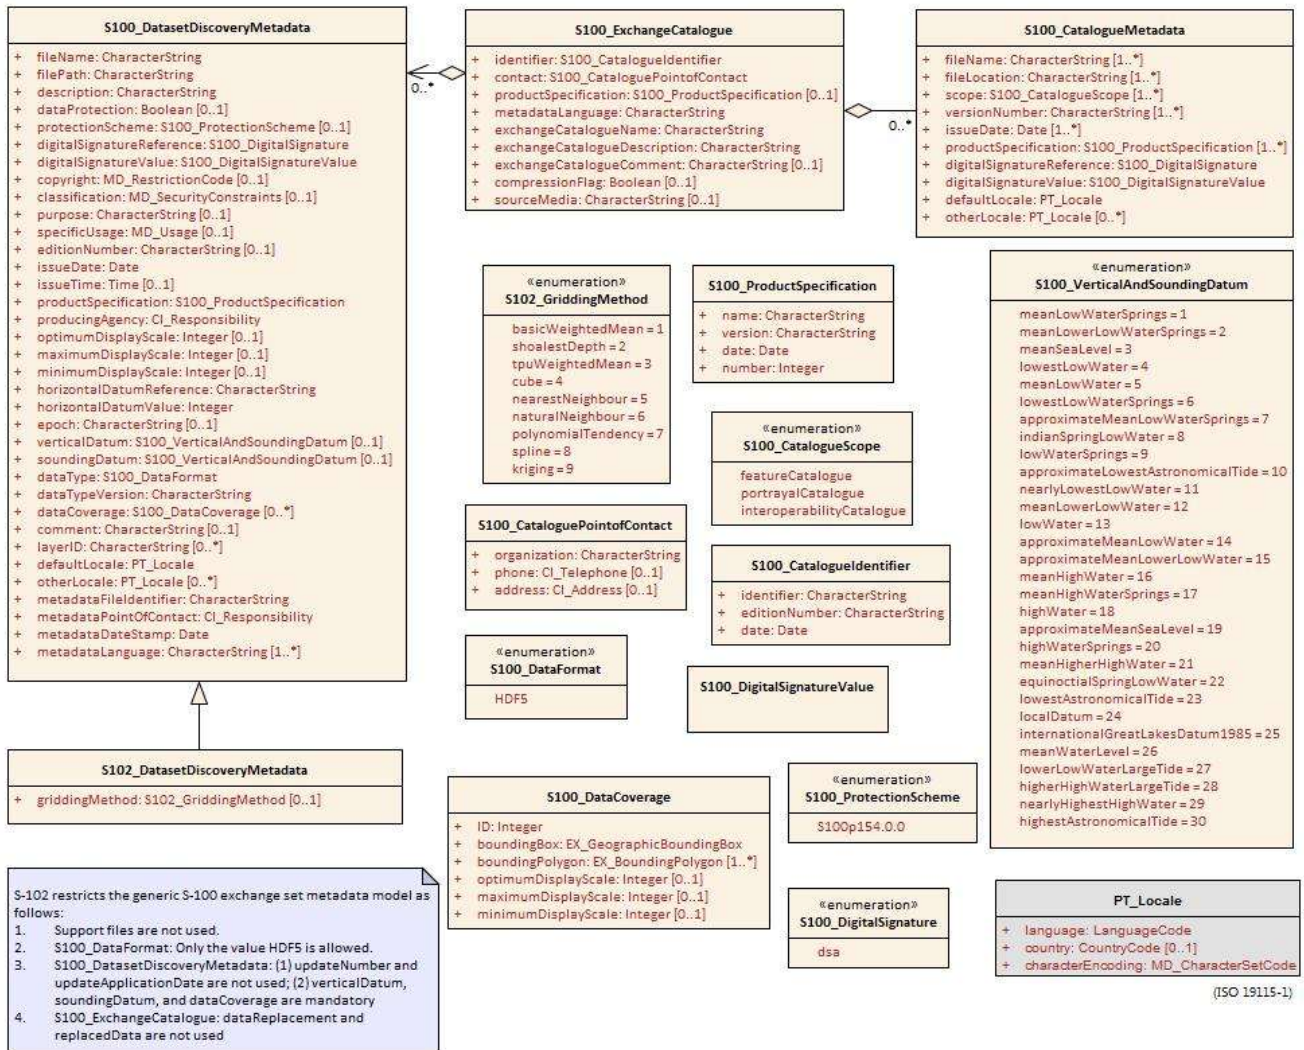 S100_DatasetDiscoveryMetadata
+ fileName: CharacterString
+ filePath: CharacterString
+ description: CharacterString
+ dataProtection: Boolean [0..1]
+ protectionScheme: S100_ProtectionScheme [0..1]
+ digitalSignatureReference: S100_DigitalSignature
+ digitalSignatureValue: S100_DigitalSignatureValue
+ copyright: MD_RestrictionCode [0..1]
+ classification: MD_SecurityConstraints [0..1]
+ purpose: CharacterString [0..1]
+ specificUsage: MD_Usage [0..1]
+ editionNumber: CharacterString [0..1]
+ issueDate: Date
+ issueTime: Time [0..1]
+ productSpecification: S100_ProductSpecification
+ producingAgency: CI_Responsibility
+ optimumDisplayScale: Integer [0..1]
+ maximumDisplayScale: Integer [0..1]
+ minimumDisplayScale: Integer [0..1]
+ horizontalDatumReference: CharacterString
+ horizontalDatumValue: Integer
+ epoch: CharacterString [0..1]
+ verticalDatum: S100_VerticalAndSoundingDatum [0..1]
+ soundingDatum: S100_VerticalAndSoundingDatum [0..1]
+ dataType: S100_DataFormat
+ dataTypeVersion: CharacterString
+ dataCoverage: S100_DataCoverage [0..*]
+ comment: CharacterString [0..1]
+ layerID: CharacterString [0..*]
+ defaultLocale: PT_Locale
+ otherLocale: PT_Locale [0..*]
+ metadataFileIdentifier: CharacterString
+ metadataPointOfContact: CI_Responsibility
+ metadataDateStamp: Date
+ metadataLanguage: CharacterString [1..*]
0..*
S100_ExchangeCatalogue
+ identifier: S100_CatalogueIdentifier
+ contact: S100_CataloguePointofContact
+ productSpecification: S100_ProductSpecification [0..1]
+ metadataLanguage: CharacterString
+ exchangeCatalogueName: CharacterString
+ exchangeCatalogueDescription: CharacterString
+ exchangeCatalogueComment: CharacterString [0..1]
+ compressionFlag: Boolean [0..1]
+ sourceMedia: CharacterString [0..1]
0..*
S100_CatalogueMetadata
+ fileName: CharacterString [1..*]
+ fileLocation: CharacterString [1..*]
+ scope: S100_CatalogueScope [1..*]
+ versionNumber: CharacterString [1..*]
+ issueDate: Date [1..*]
+ productSpecification: S100_ProductSpecification [1..*]
+ digitalSignatureReference: S100_DigitalSignature
+ digitalSignatureValue: S100_DigitalSignatureValue
+ defaultLocale: PT_Locale
+ otherLocale: PT_Locale [0..*]
«enumeration»
S102_GriddingMethod
basicWeightedMean = 1
shoalestDepth = 2
tpuWeightedMean = 3
cube = 4
nearestNeighbour = 5
naturalNeighbour = 6
polynomialTendency = 7
spline = 8
kriging = 9
S100_ProductSpecification
+ name: CharacterString
+ version: CharacterString
+ date: Date
+ number: Integer
«enumeration»
S100_VerticalAndSoundingDatum
meanLowWaterSprings = 1
meanLowerLowWaterSprings = 2
meanSeaLevel = 3
lowestLowWater = 4
meanLowWater = 5
lowestLowWaterSprings = 6
approximateMeanLowWaterSprings = 7
indianSpringLowWater = 8
lowWaterSprings = 9
approximateLowestAstronomicalTide = 10
nearlyLowestLowWater = 11
meanLowerLowWater = 12
lowWater = 13
approximateMeanLowWater = 14
approximateMeanLowerLowWater = 15
meanHighWater = 16
meanHighWaterSprings = 17
highWater = 18
approximateMeanSeaLevel = 19
highWaterSprings = 20
meanHigherHighWater = 21
equinoctialSpringLowWater = 22
lowestAstronomicalTide = 23
localDatum = 24
internationalGreatLakesDatum1985 = 25
meanWaterLevel = 26
lowerLowWaterLargeTide = 27
higherHighWaterLargeTide = 28
nearlyHighestHighWater = 29
highestAstronomicalTide = 30
«enumeration»
S100_CatalogueScope
featureCatalogue
portrayalCatalogue
interoperabilityCatalogue
S100_CataloguePointofContact
+ organization: CharacterString
+ phone: CI_Telephone [0..1]
+ address: CI_Address [0..1]
S100_CatalogueIdentifier
+ identifier: CharacterString
+ editionNumber: CharacterString
+ date: Date
«enumeration»
S100_DataFormat
HDF5
S100_DigitalSignatureValue
S102_DatasetDiscoveryMetadata
+ griddingMethod: S102_GriddingMethod [0..1]
S100_DataCoverage
+ ID: Integer
+ boundingBox: EX_GeographicBoundingBox
+ boundingPolygon: EX_BoundingPolygon [1..*]
+ optimumDisplayScale: Integer [0..1]
+ maximumDisplayScale: Integer [0..1]
+ minimumDisplayScale: Integer [0..1]
«enumeration»
S100_ProtectionScheme
S100p154.0.0
«enumeration»
S100_DigitalSignature
dsa
PT_Locale
+ language: LanguageCode
+ country: CountryCode [0..1]
+ characterEncoding: MD_CharacterSetCode
(ISO 19115-1)
S-102 restricts the generic S-100 exchange set metadata model as
follows:
1. Support files are not used.
2. S100_DataFormat: Only the value HDF5 is allowed.
3. S100_DatasetDiscoveryMetadata: (1) updateNumber and
updateApplicationDate are not used; (2) verticalDatum,
soundingDatum, and dataCoverage are mandatory
4. S100_ExchangeCatalogue: dataReplacement and
replacedData are not used